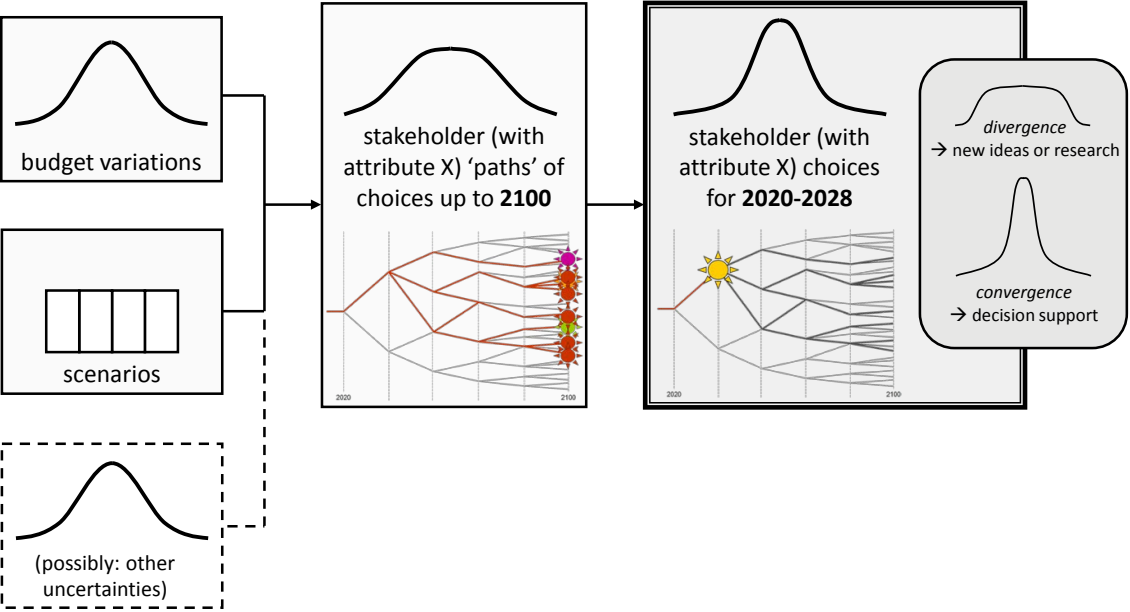 budget variations
scenarios
(possibly: other
uncertainties)
stakeholder (with
attribute X) ‘paths’ of
choices up to 2100
2020
2100
stakeholder (with
attribute X) choices
for 2020-2028
2020
2100
divergence
→ new ideas or research
convergence
→ decision support